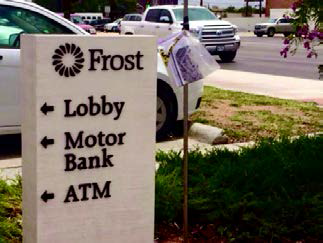 Frost
← Lobby
← Motor
Bank
← ATM